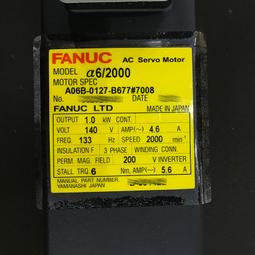 FANUC AC Servo Motor
MODEL α6/2000
MOTOR SPEC
A06B-0127-B677#7008
No. DATE
FANUC LTD MADE IN JAPAN
OUTPUT 1.0 kW CONT.
VOLT 140 V AMP(~) 4.6 A
FREQ 133 Hz SPEED 2000 min⁻¹
INSULATION F 3 PHASE WINDING CONN.
PERM. MAG. FIELD 200 V INVERTER
STALL TRQ. 6 Nm, AMP(~) 5.6 A
MANUAL PART NUMBER
YAMANASHI JAPAN